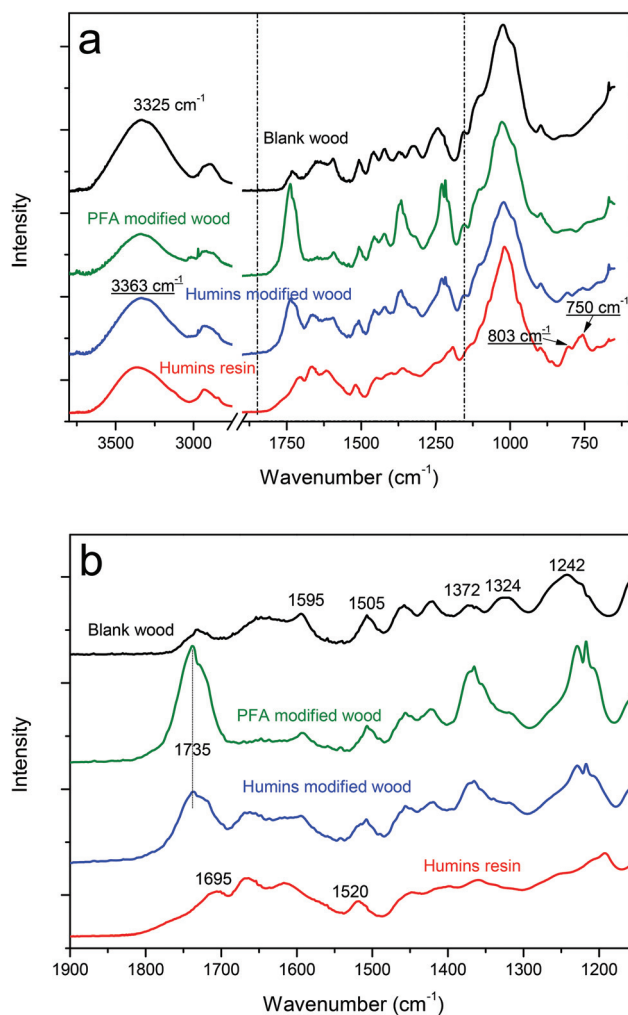 a
3325 cm⁻¹
Blank wood
PFA modified wood
3363 cm⁻¹
Humins modified wood
750 cm⁻¹
803 cm⁻¹
Humins resin
Intensity
3500 3000 1750 1500 1250 1000 750
Wavenumber (cm⁻¹)
b
1242
1595 1505 1372 1324
Blank wood
PFA modified wood
1735
Humins modified wood
Humins resin
1695 1520
Intensity
1900 1800 1700 1600 1500 1400 1300 1200
Wavenumber (cm⁻¹)